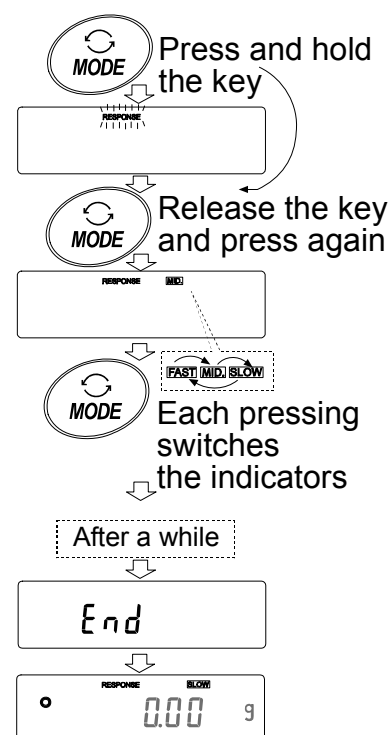 MODE
Press and hold
the key
RESPONSE
MODE
Release the key
and press again
RESPONSE MID.
FAST MID. SLOW
MODE
Each pressing
switches
the indicators
After a while
End
RESPONSE SLOW
0.00 g